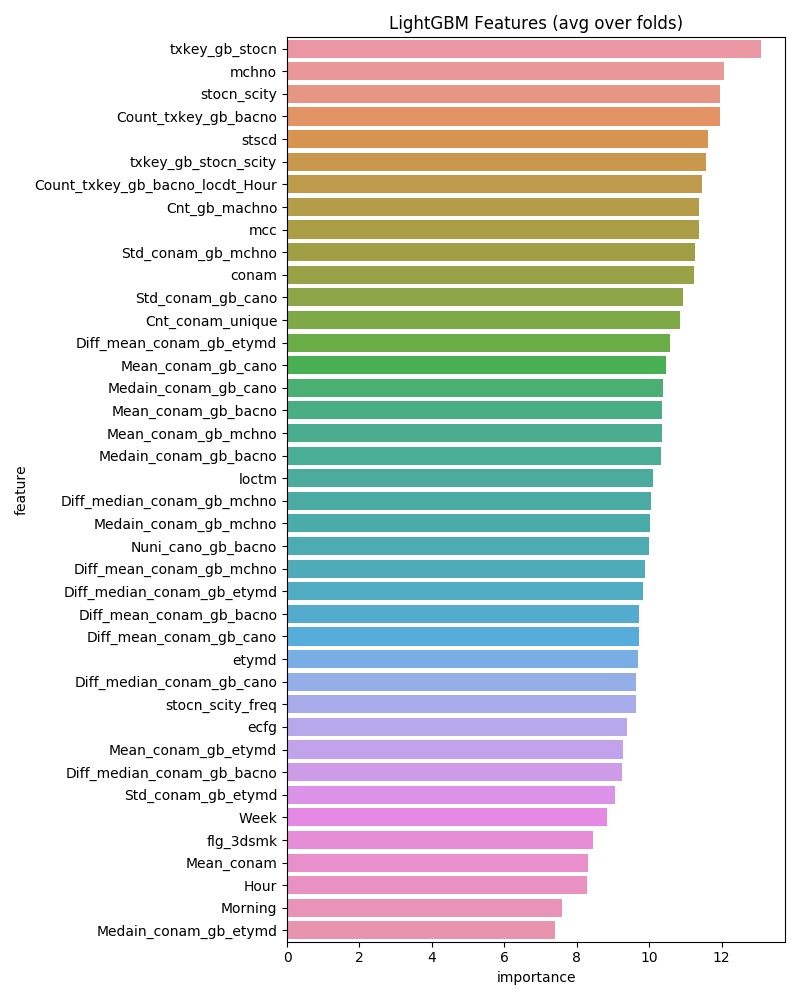 LightGBM Features (avg over folds)
txkey_gb_stocn
mchno
stocn_scity
Count_txkey_gb_bacno
stscd
txkey_gb_stocn_scity
Count_txkey_gb_bacno_locdt_Hour
Cnt_gb_machno
mcc
Std_conam_gb_mchno
conam
Std_conam_gb_cano
Cnt_conam_unique
Diff_mean_conam_gb_etymd
Mean_conam_gb_cano
Medain_conam_gb_cano
Mean_conam_gb_bacno
Mean_conam_gb_mchno
Medain_conam_gb_bacno
loctm
Diff_median_conam_gb_mchno
Medain_conam_gb_mchno
Nuni_cano_gb_bacno
Diff_mean_conam_gb_mchno
Diff_median_conam_gb_etymd
Diff_mean_conam_gb_bacno
Diff_mean_conam_gb_cano
etymd
Diff_median_conam_gb_cano
stocn_scity_freq
ecfg
Mean_conam_gb_etymd
Diff_median_conam_gb_bacno
Std_conam_gb_etymd
Week
flg_3dsmk
Mean_conam
Hour
Morning
Medain_conam_gb_etymd
feature
0 2 4 6 8 10 12
importance